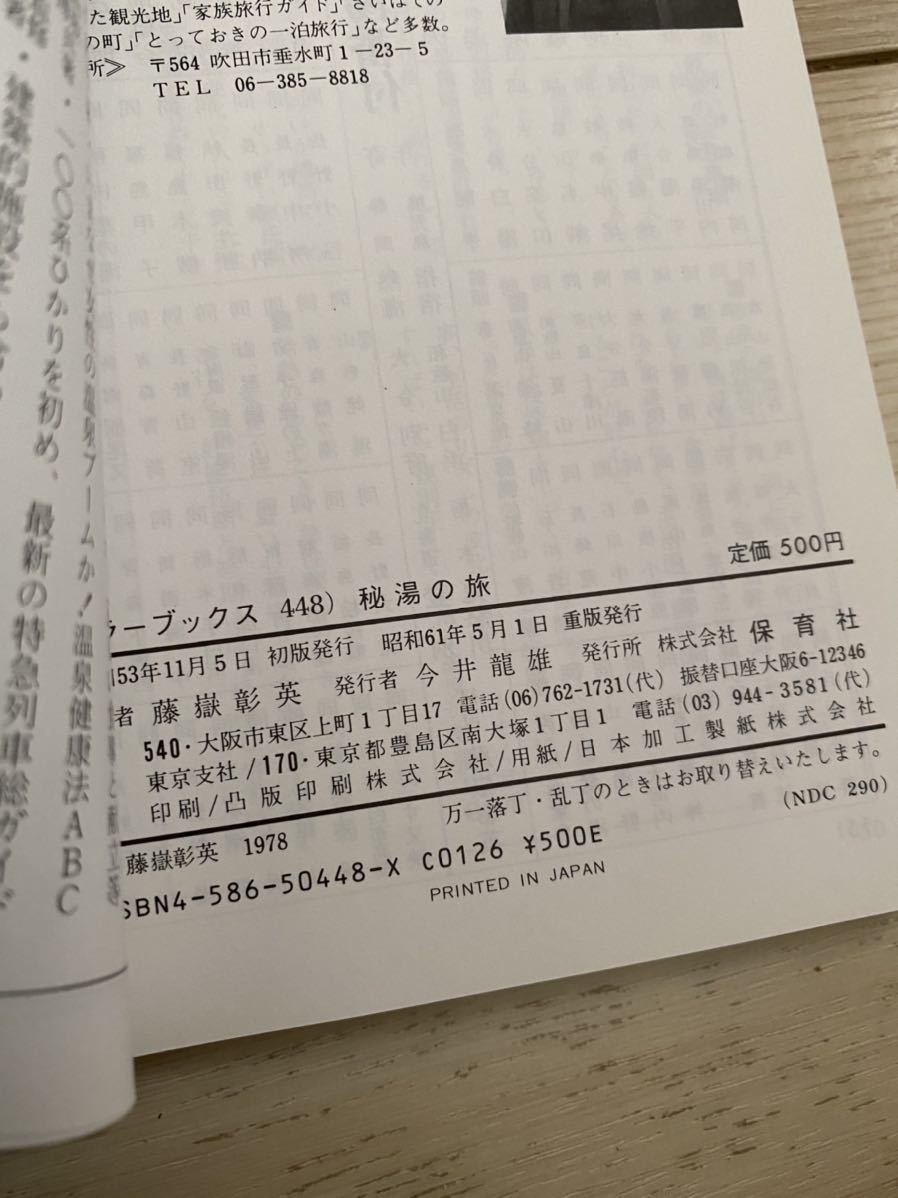 た観光地」「家族旅行ガイド」さいはての
の町」「とっておきの一泊旅行」など多数。
所≫ 〒564 吹田市垂水町1－23－5
TEL 06－385－8818
定価 500円
ラーブックス 448) 秘湯の旅
53年11月5日 初版発行 昭和61年5月1日 重版発行
者 藤嶽彰英 発行者 今井龍雄 発行所 株式会社 保育社
540・大阪市東区上町1丁目17 電話(06)762-1731(代) 振替口座大阪6-12346
東京支社/170・東京都豊島区南大塚1丁目1 電話(03) 944-3581(代)
印刷/凸版印刷株式会社/用紙/日本加工製紙株式会社
万一落丁・乱丁のときはお取り替えいたします。
藤嶽彰英 1978
(NDC 290)
SBN4-586-50448-X C0126 ¥500E
PRINTED IN JAPAN
ブームか！温泉健康法ABC
ひかりを初め、最新の特急列車総ガイド